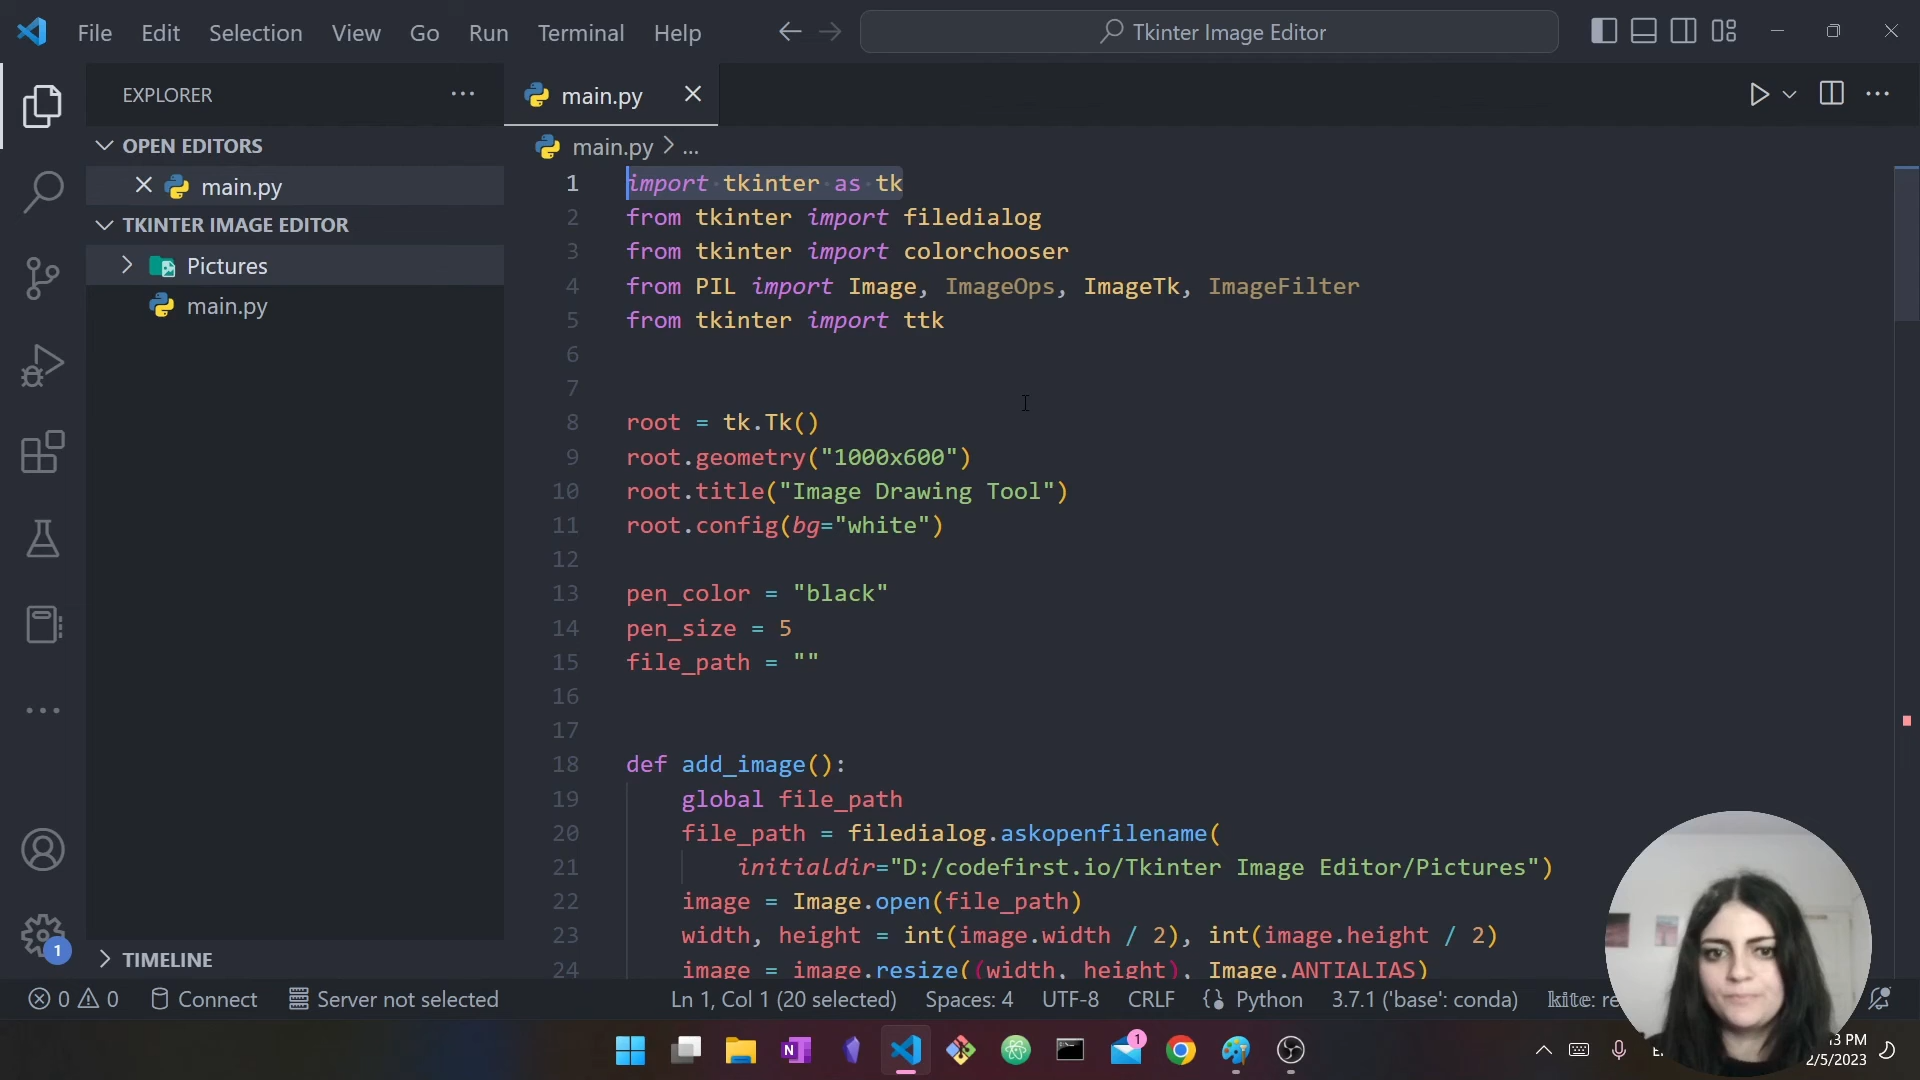 File Edit Selection View Go Run Terminal Help
Tkinter Image Editor
EXPLORER
OPEN EDITORS
main.py
TKINTER IMAGE EDITOR
Pictures
main.py
TIMELINE
main.py
main.py > ...
1 import tkinter as tk
2 from tkinter import filedialog
3 from tkinter import colorchooser
4 from PIL import Image, ImageOps, ImageTk, ImageFilter
5 from tkinter import ttk
6
7
8 root = tk.Tk()
9 root.geometry("1000x600")
10 root.title("Image Drawing Tool")
11 root.config(bg="white")
12
13 pen_color = "black"
14 pen_size = 5
15 file_path = ""
16
17
18 def add_image():
19 global file_path
20 file_path = filedialog.askopenfilename(
21 initialdir="D:/codefirst.io/Tkinter Image Editor/Pictures")
22 image = Image.open(file_path)
23 width, height = int(image.width / 2), int(image.height / 2)
24 image = image.resize((width, height), Image.ANTIALIAS)
1
0 0 Connect Server not selected Ln 1, Col 1 (20 selected) Spaces: 4 UTF-8 CRLF Python 3.7.1 ('base': conda) kite:
1
13 PM
2/5/2023